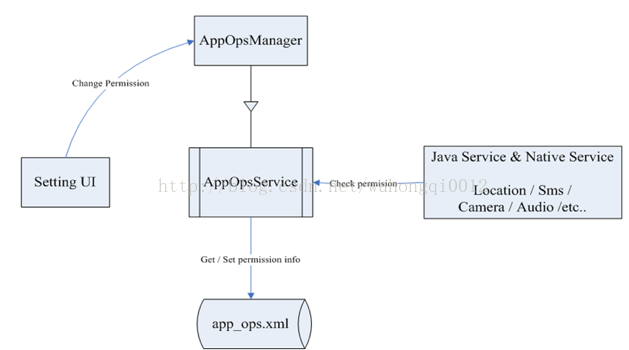 AppOpsManager
Change Permission
Setting UI
AppOpsService
Check permision
Java Service & Native Service
Location / Sms /
Camera / Audio /etc..
http://blog.csdn.net/wuhongqi0012
Get / Set permission info
app_ops.xml